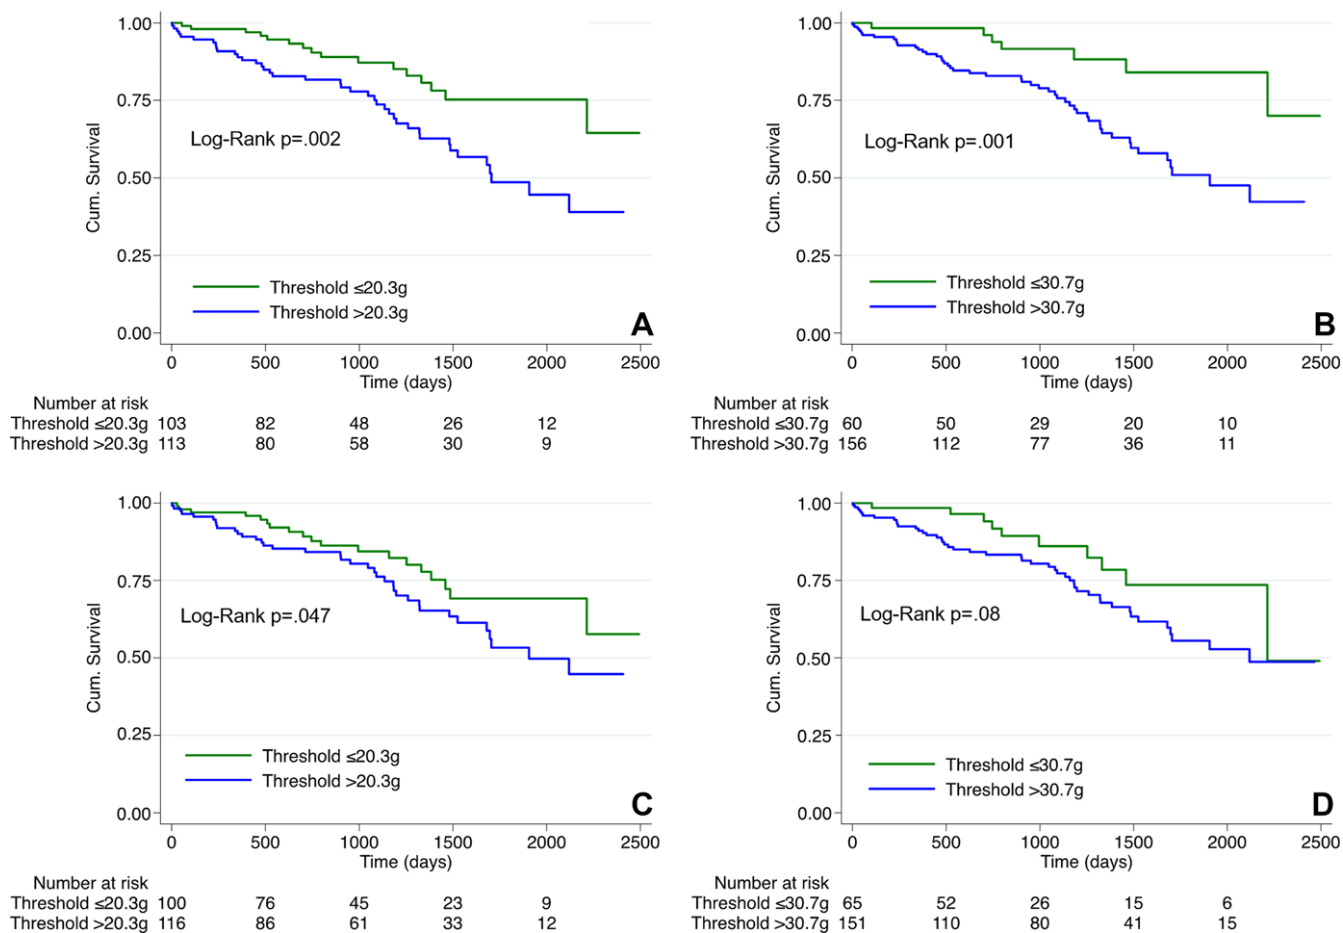 1.00
0.75
0.50
0.25
0.00
Cum. Survival
Log-Rank p=.002
Threshold ≤20.3g
Threshold >20.3g
A
0 500 1000 1500 2000 2500
Time (days)
Number at risk
Threshold ≤20.3g 103 82 48 26 12
Threshold >20.3g 113 80 58 30 9
1.00
0.75
0.50
0.25
0.00
Cum. Survival
Log-Rank p=.001
Threshold ≤30.7g
Threshold >30.7g
B
0 500 1000 1500 2000 2500
Time (days)
Number at risk
Threshold ≤30.7g 60 50 29 20 10
Threshold >30.7g 156 112 77 36 11
1.00
0.75
0.50
0.25
0.00
Cum. Survival
Log-Rank p=.047
Threshold ≤20.3g
Threshold >20.3g
C
0 500 1000 1500 2000 2500
Time (days)
Number at risk
Threshold ≤20.3g 100 76 45 23 9
Threshold >20.3g 116 86 61 33 12
1.00
0.75
0.50
0.25
0.00
Cum. Survival
Log-Rank p=.08
Threshold ≤30.7g
Threshold >30.7g
D
0 500 1000 1500 2000 2500
Time (days)
Number at risk
Threshold ≤30.7g 65 52 26 15 6
Threshold >30.7g 151 110 80 41 15